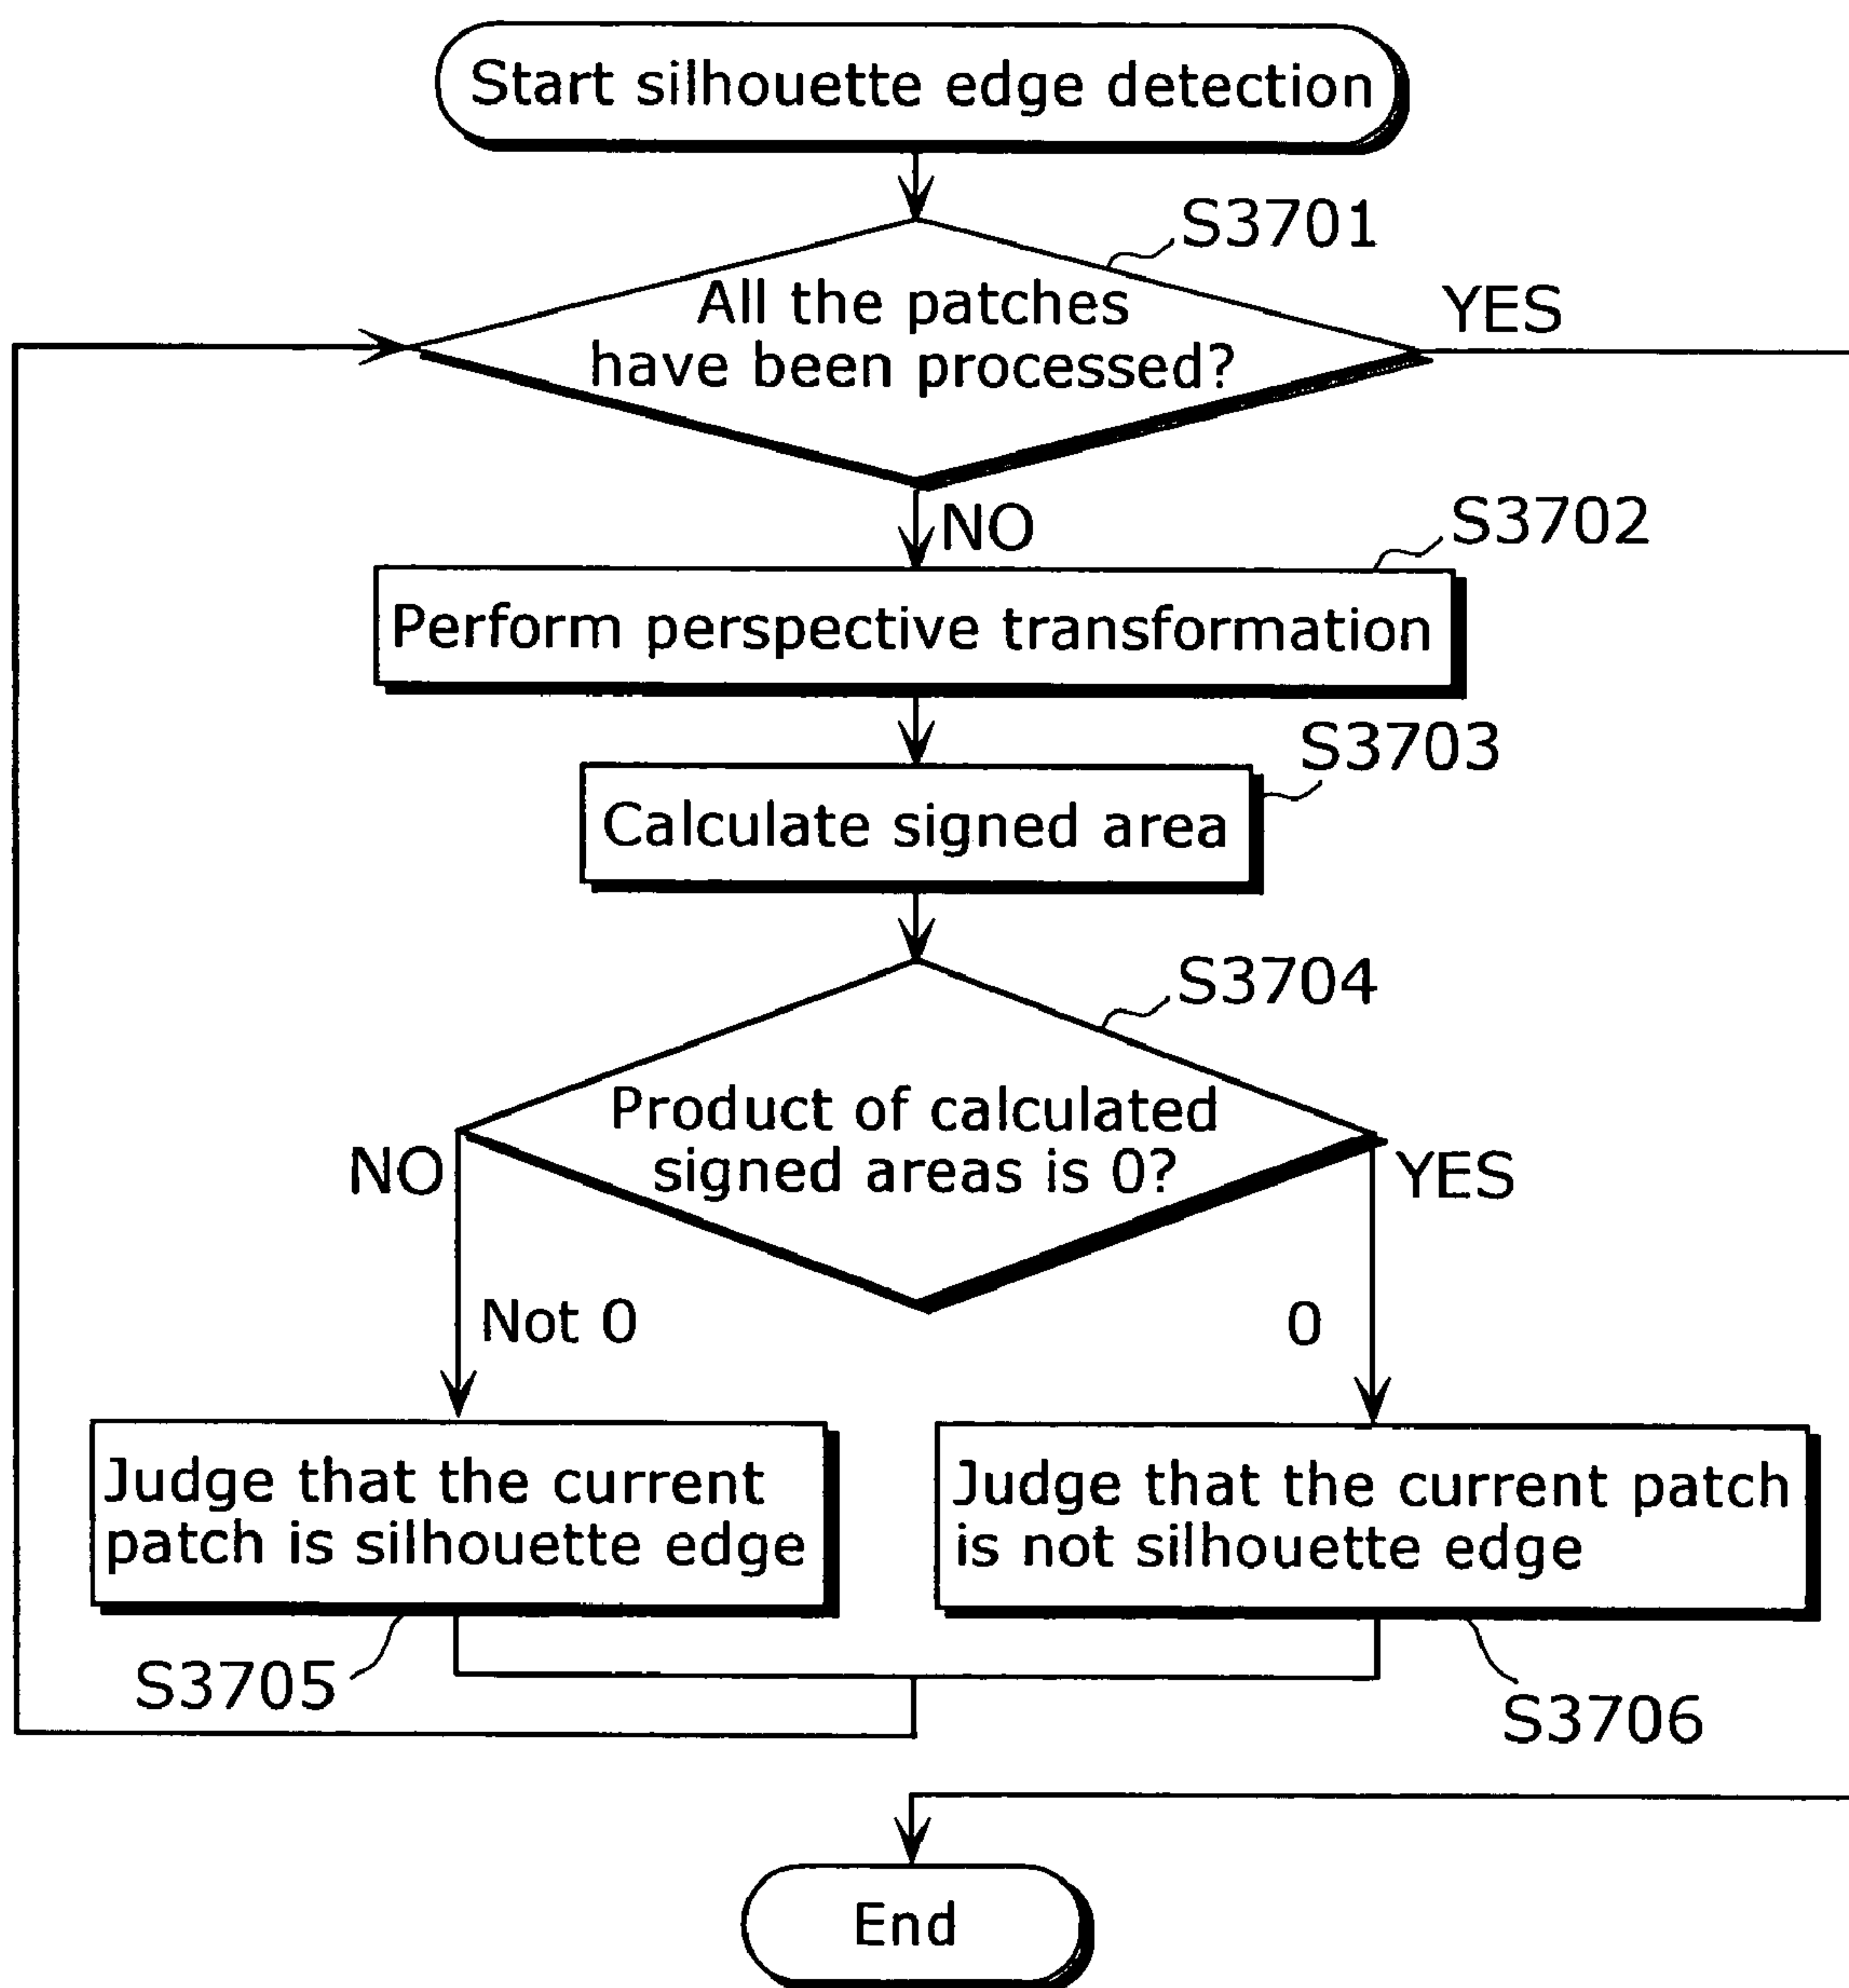 Start silhouette edge detection
S3701
All the patches
have been processed?
YES
NO
S3702
Perform perspective transformation
S3703
Calculate signed area
S3704
Product of calculated
signed areas is 0?
NO
YES
Not 0
0
Judge that the current
patch is silhouette edge
Judge that the current patch
is not silhouette edge
S3705
S3706
End